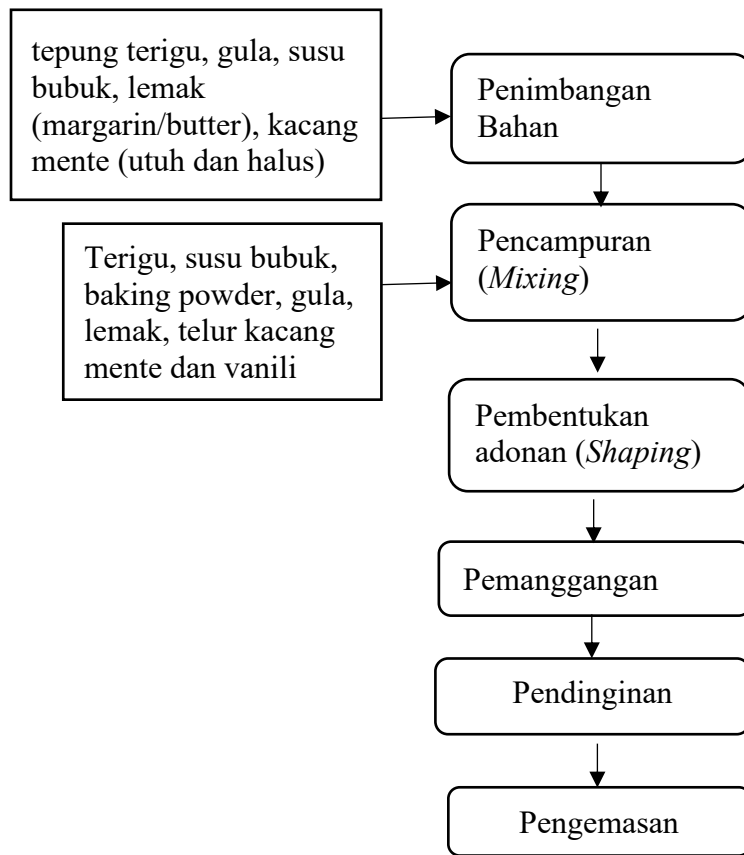 tepung terigu, gula, susu
bubuk, lemak
(margarin/butter), kacang
mente (utuh dan halus)
Penimbangan
Bahan
Terigu, susu bubuk,
baking powder, gula,
lemak, telur kacang
mente dan vanili
Pencampuran
(Mixing)
Pembentukan
adonan (Shaping)
Pemanggangan
Pendinginan
Pengemasan